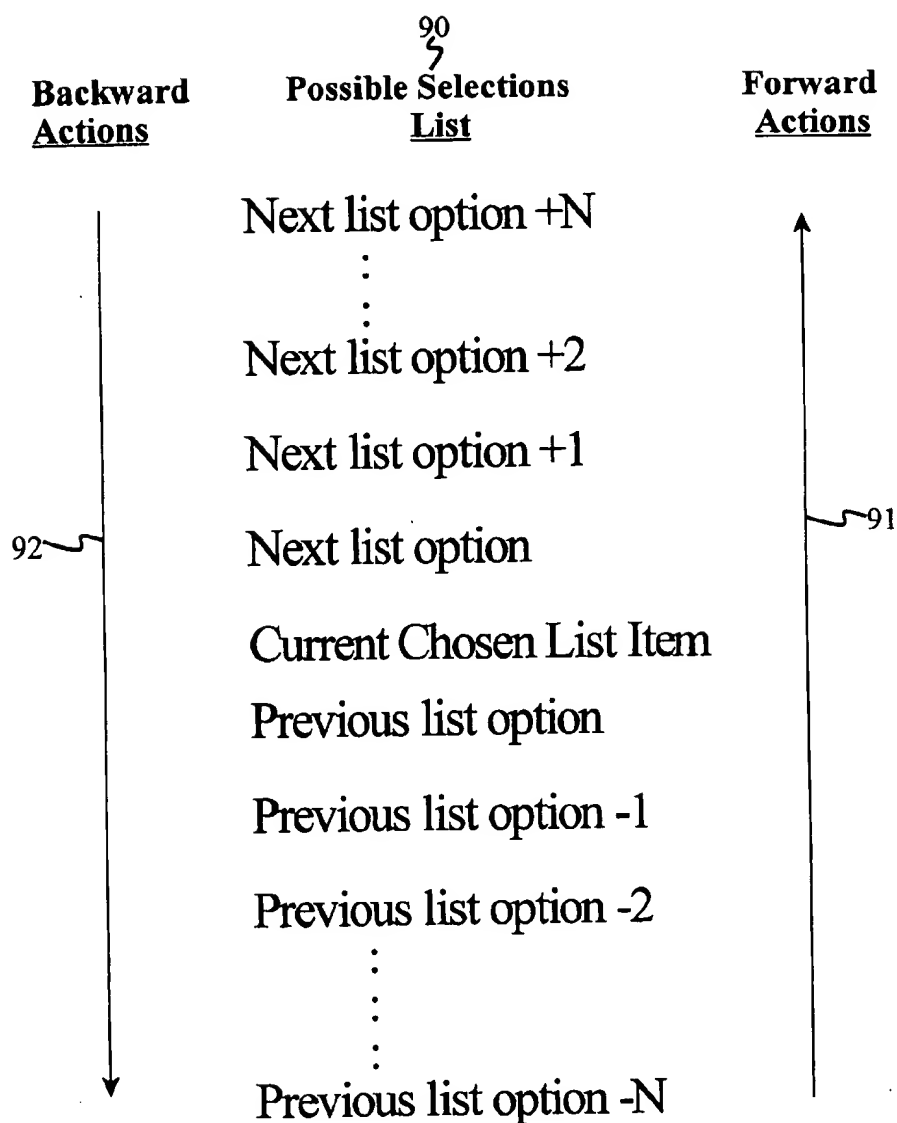 90
Backward
Actions
Possible Selections
List
Forward
Actions
Next list option +N
Next list option +2
Next list option +1
Next list option
Current Chosen List Item
Previous list option
Previous list option -1
Previous list option -2
Previous list option -N
92
91